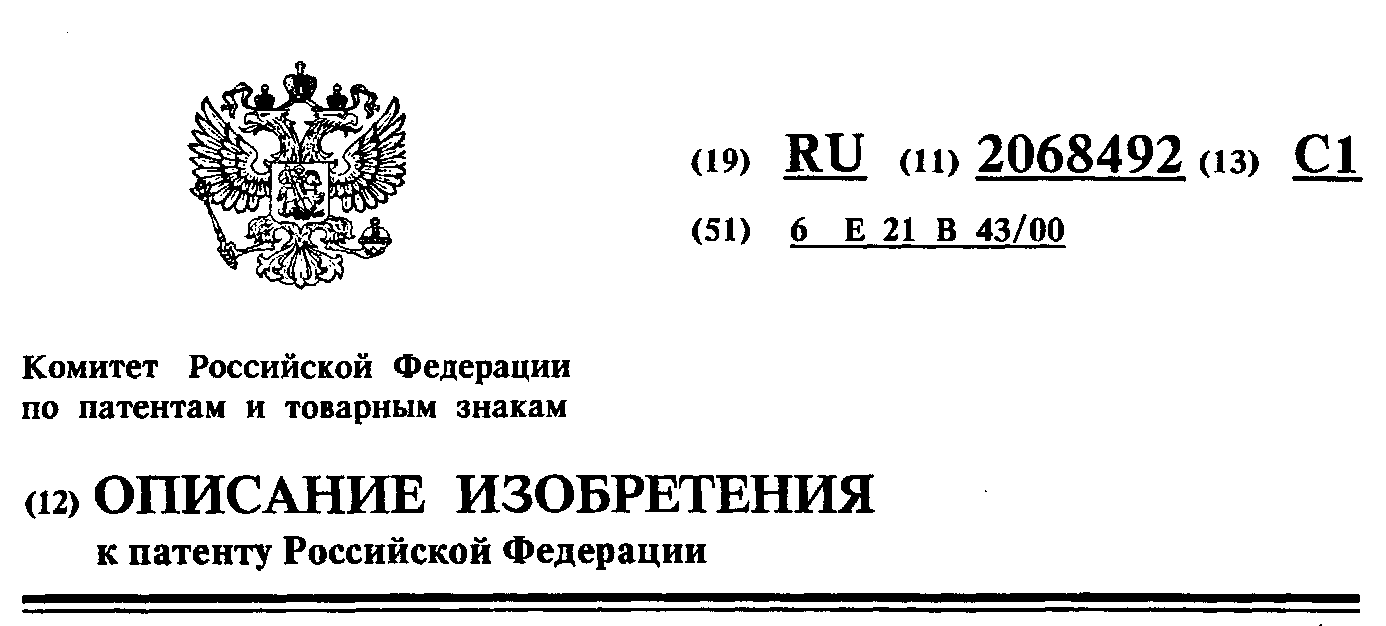 (19) RU (11) 2068492 (13) C1
(51) 6 E 21 B 43/00
Комитет Российской Федерации
по патентам и товарным знакам
(12) ОПИСАНИЕ ИЗОБРЕТЕНИЯ
к патенту Российской Федерации